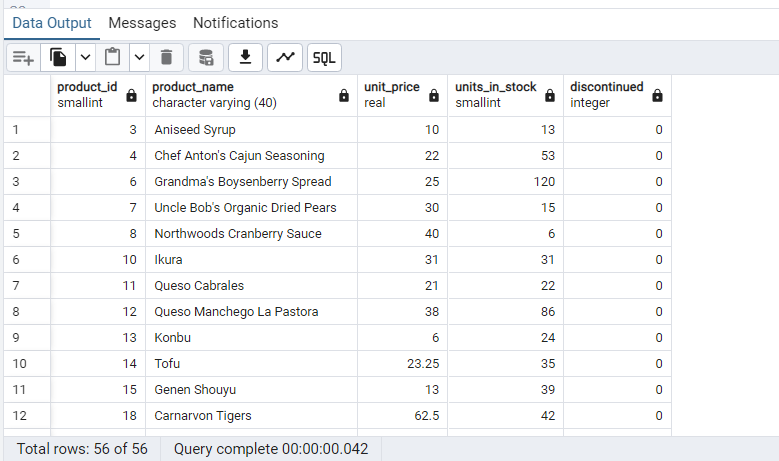 Data Output Messages Notifications
SQL
product_id product_name unit_price units_in_stock discontinued
smallint character varying (40) real smallint integer
1 3 Aniseed Syrup 10 13 0
2 4 Chef Anton's Cajun Seasoning 22 53 0
3 6 Grandma's Boysenberry Spread 25 120 0
4 7 Uncle Bob's Organic Dried Pears 30 15 0
5 8 Northwoods Cranberry Sauce 40 6 0
6 10 Ikura 31 31 0
7 11 Queso Cabrales 21 22 0
8 12 Queso Manchego La Pastora 38 86 0
9 13 Konbu 6 24 0
10 14 Tofu 23.25 35 0
11 15 Genen Shouyu 13 39 0
12 18 Carnarvon Tigers 62.5 42 0
Total rows: 56 of 56 Query complete 00:00:00.042